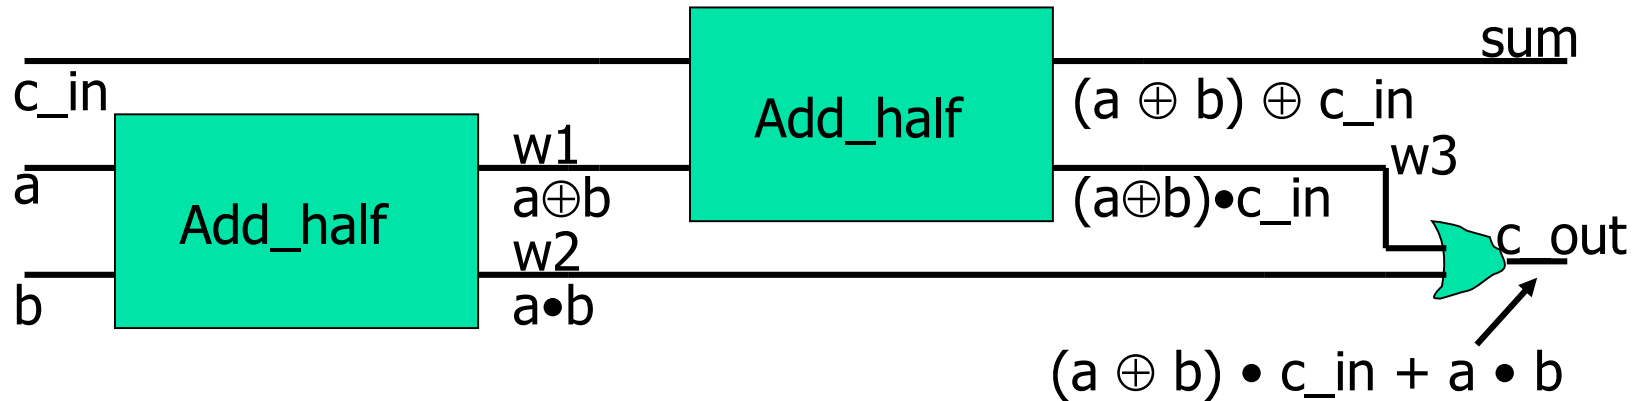 sum
c_in
Add_half
(a ⊕ b) ⊕ c_in
w1
w3
a
a⊕b
(a⊕b)•c_in
Add_half
w2
c_out
b
a•b
(a ⊕ b) • c_in + a • b